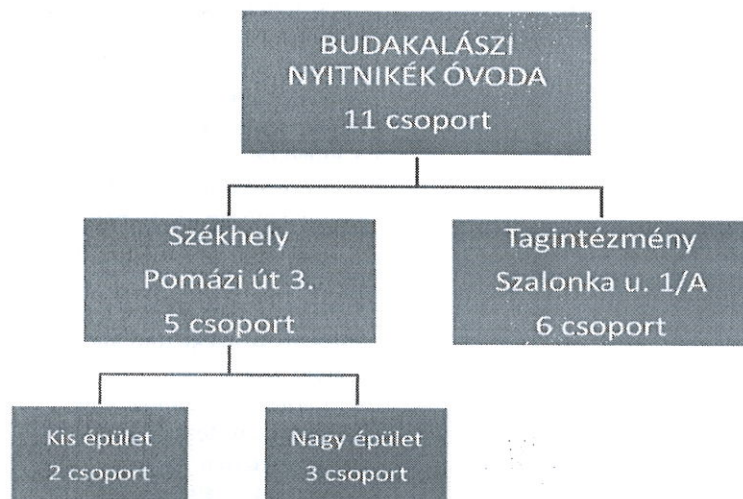 BUDAKALÁSZI
NYITNIKÉK ÓVODA
11 csoport
Székhely
Pomázi út 3.
5 csoport
Tagintézmény
Szalonka u. 1/A
6 csoport
Kis épület
2 csoport
Nagy épület
3 csoport